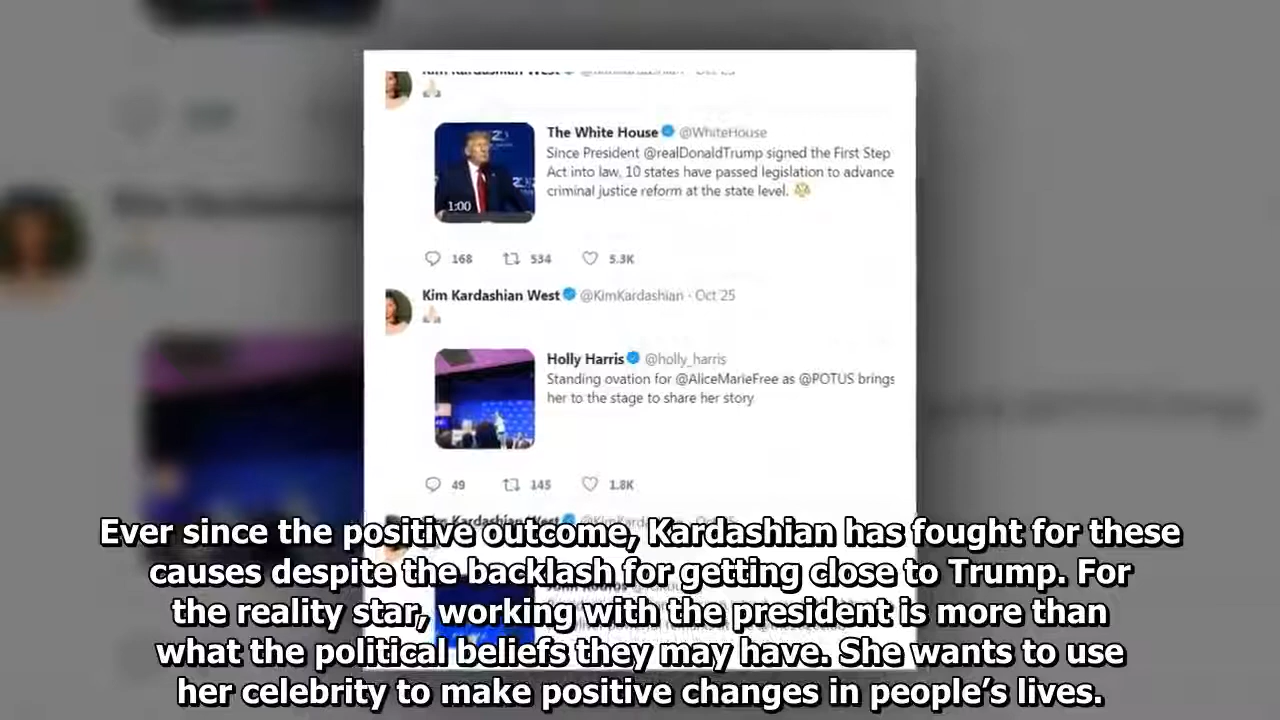 Kim Kardashian West @KimKardashian · Oct 25
🙏🏼
The White House @WhiteHouse
Since President @realDonaldTrump signed the First Step
Act into law, 10 states have passed legislation to advance
criminal justice reform at the state level. ⚖
1:00
168 534 5.3K
Kim Kardashian West @KimKardashian · Oct 25
🙏🏼
Holly Harris @holly_harris
Standing ovation for @AliceMarieFree as @POTUS brings
her to the stage to share her story
49 145 1.8K
Ever since the positive outcome, Kardashian has fought for these
causes despite the backlash for getting close to Trump. For
the reality star, working with the president is more than
what the political beliefs they may have. She wants to use
her celebrity to make positive changes in people’s lives.